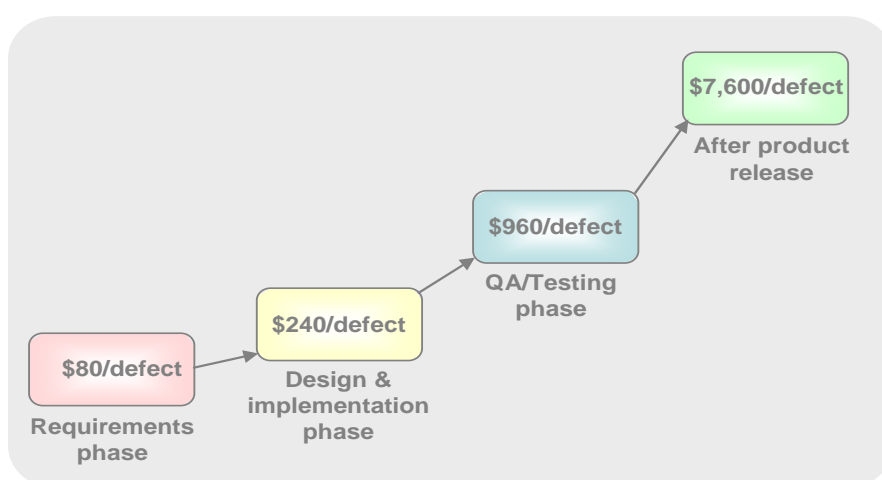 $7,600/defect
After product
release
$960/defect
QA/Testing
phase
$240/defect
Design &
implementation
phase
$80/defect
Requirements
phase